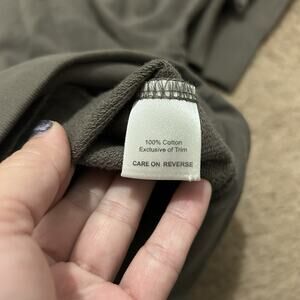 100% Cotton
Exclusive of Trim
CARE ON REVERSE